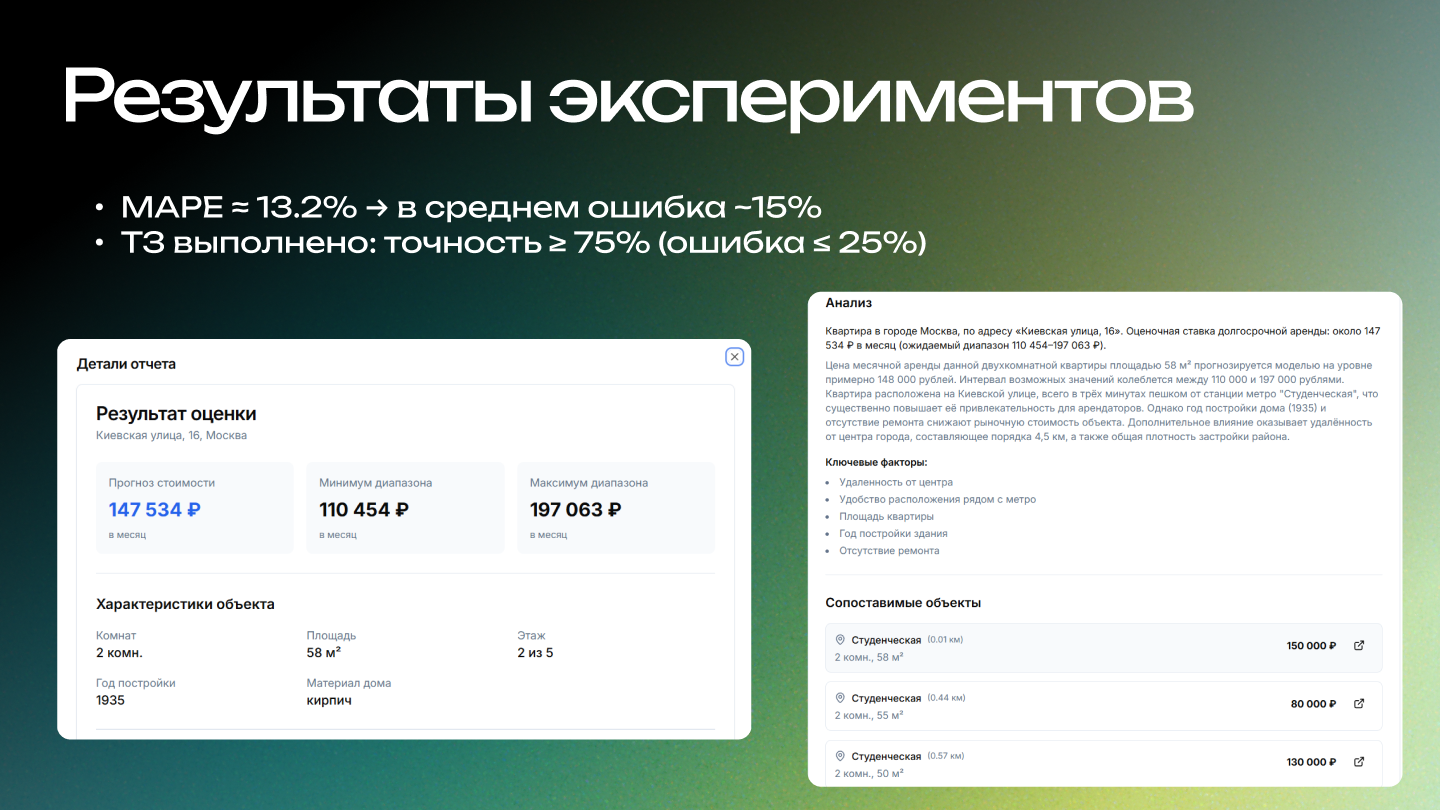 Результаты экспериментов
• MAPE ≈ 13.2% → в среднем ошибка ~15%
• ТЗ выполнено: точность ≥ 75% (ошибка ≤ 25%)
Детали отчета
Результат оценки
Киевская улица, 16, Москва
Прогноз стоимости
147 534 ₽
в месяц
Минимум диапазона
110 454 ₽
в месяц
Максимум диапазона
197 063 ₽
в месяц
Характеристики объекта
Комнат
2 комн.
Площадь
58 м²
Этаж
2 из 5
Год постройки
1935
Материал дома
кирпич
Анализ
Квартира в городе Москва, по адресу «Киевская улица, 16». Оценочная ставка долгосрочной аренды: около 147
534 ₽ в месяц (ожидаемый диапазон 110 454–197 063 ₽).
Цена месячной аренды данной двухкомнатной квартиры площадью 58 м² прогнозируется моделью на уровне
примерно 148 000 рублей. Интервал возможных значений колеблется между 110 000 и 197 000 рублями.
Квартира расположена на Киевской улице, всего в трёх минутах пешком от станции метро "Студенческая", что
существенно повышает её привлекательность для арендаторов. Однако год постройки дома (1935) и
отсутствие ремонта снижают рыночную стоимость объекта. Дополнительное влияние оказывает удалённость
от центра города, составляющее порядка 4,5 км, а также общая плотность застройки района.
Ключевые факторы:
• Удаленность от центра
• Удобство расположения рядом с метро
• Площадь квартиры
• Год постройки здания
• Отсутствие ремонта
Сопоставимые объекты
Студенческая (0.01 км)
2 комн., 58 м²
150 000 ₽
Студенческая (0.44 км)
2 комн., 55 м²
80 000 ₽
Студенческая (0.57 км)
2 комн., 50 м²
130 000 ₽